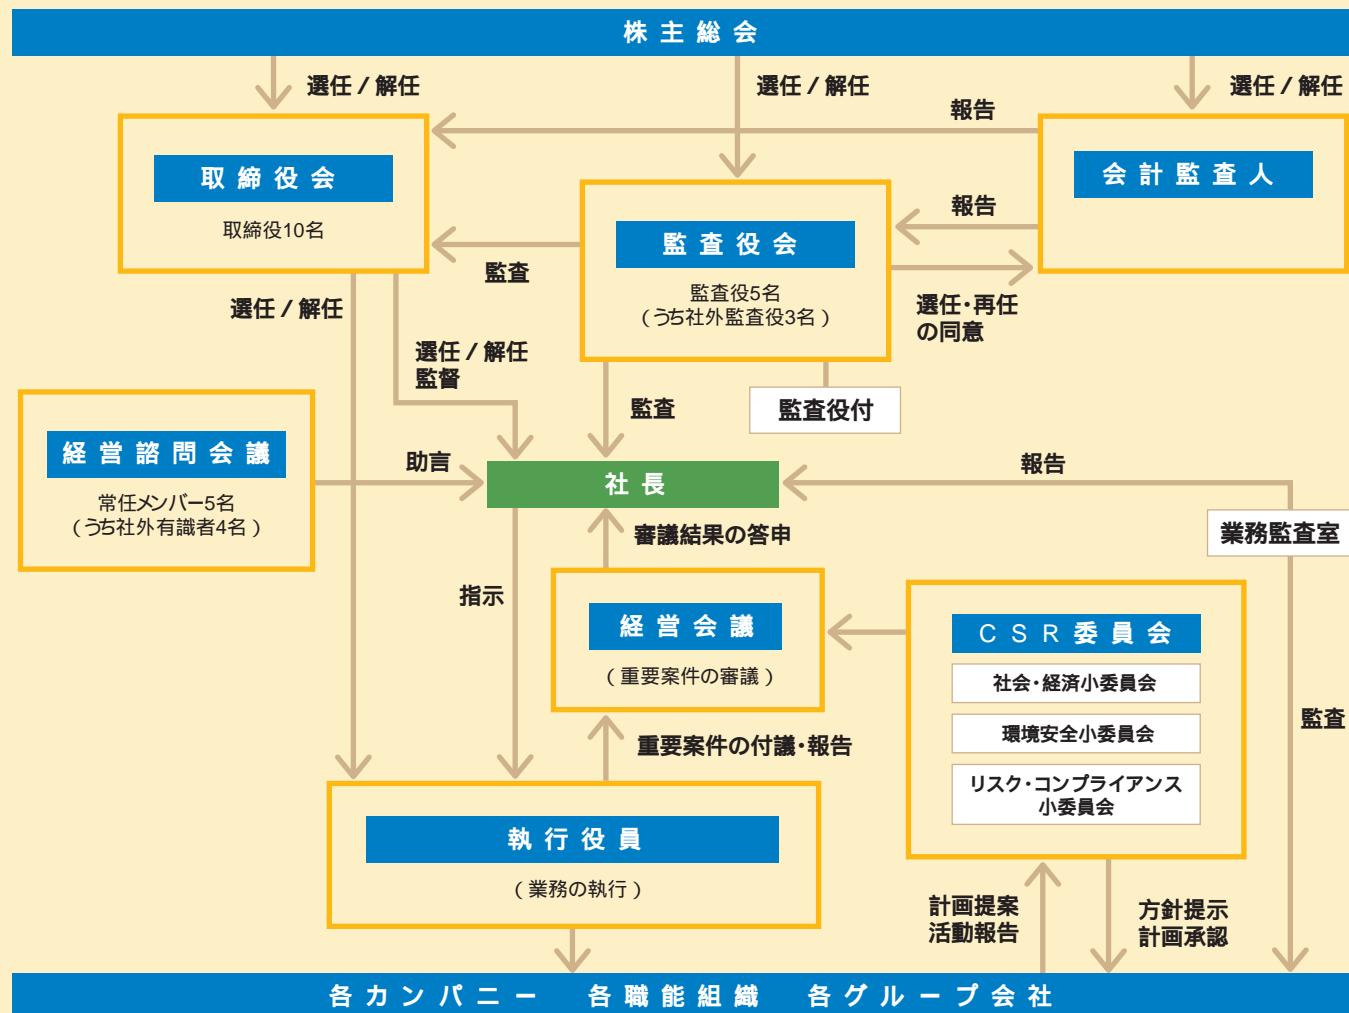 株主総会
選任 / 解任
選任 / 解任
選任 / 解任
報告
取締役会
取締役10名
会計監査人
監査役会
監査役5名
(うち社外監査役3名)
報告
監査
選任・再任
の同意
選任 / 解任
選任 / 解任
監督
監査
監査役付
経営諮問会議
常任メンバー5名
(うち社外有識者4名)
助言
社長
報告
業務監査室
審議結果の答申
指示
経営会議
(重要案件の審議)
CSR委員会
社会・経済小委員会
環境安全小委員会
リスク・コンプライアンス
小委員会
監査
重要案件の付議・報告
執行役員
(業務の執行)
計画提案
活動報告
方針提示
計画承認
各カンパニー 各職能組織 各グループ会社